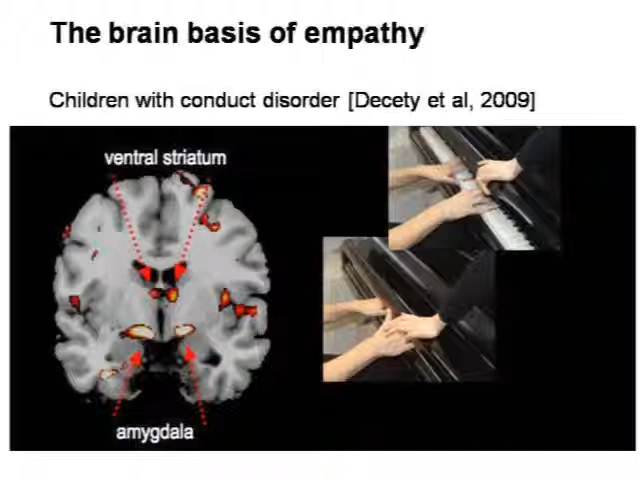 The brain basis of empathy
Children with conduct disorder [Decety et al, 2009]
ventral striatum
amygdala